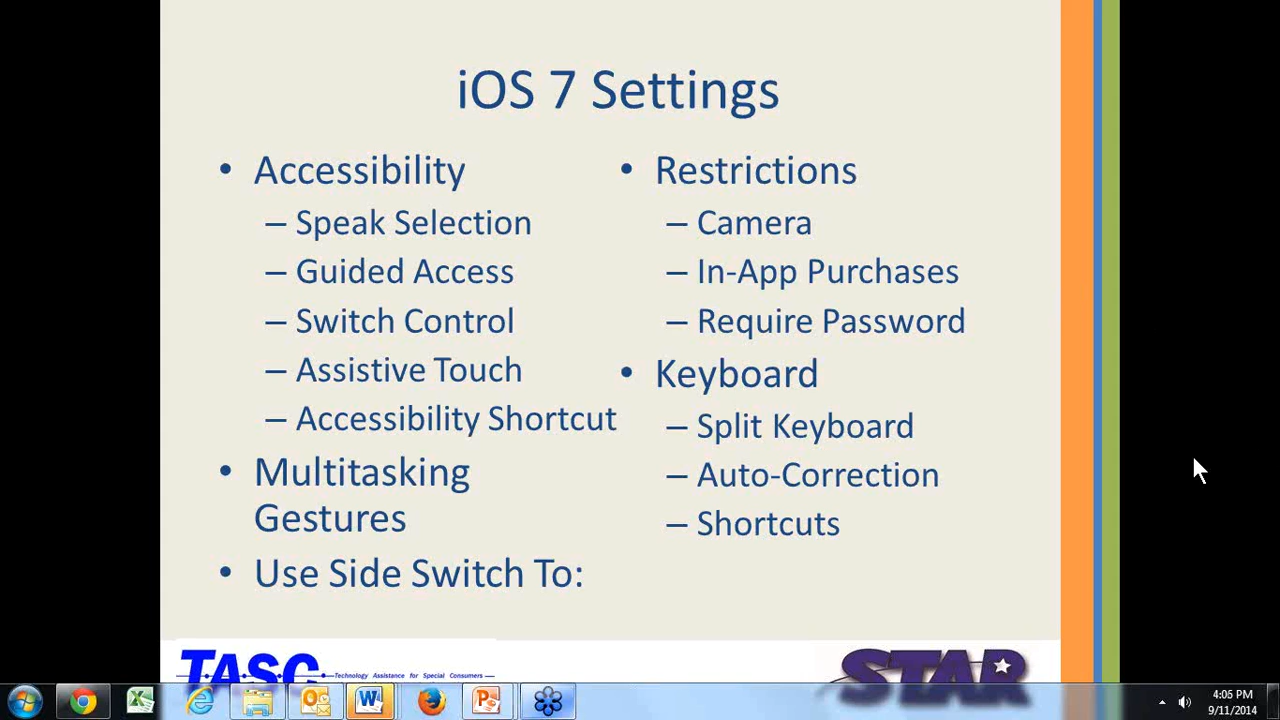 iOS 7 Settings
• Accessibility
– Speak Selection
– Guided Access
– Switch Control
– Assistive Touch
– Accessibility Shortcut
• Multitasking
Gestures
• Use Side Switch To:
• Restrictions
– Camera
– In-App Purchases
– Require Password
• Keyboard
– Split Keyboard
– Auto-Correction
– Shortcuts
TASC
Technology Assistance for Special Consumers
STAR
4:06 PM
9/11/2014